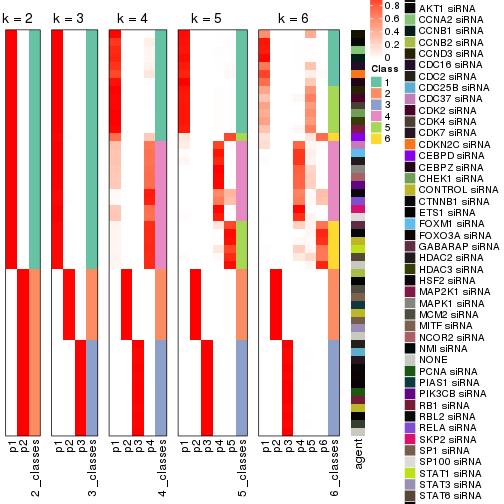 k = 2
k = 3
k = 4
k = 5
k = 6
p1
p2
2_classes
p1
p2
p3
3_classes
p1
p2
p3
p4
4_classes
p1
p2
p3
p4
p5
5_classes
p1
p2
p3
p4
p5
p6
6_classes
agent
0.8
0.6
0.4
0.2
0
Class
1
2
3
4
5
6
AKT1 siRNA
CCNA2 siRNA
CCNB1 siRNA
CCNB2 siRNA
CCND3 siRNA
CDC16 siRNA
CDC2 siRNA
CDC25B siRNA
CDC37 siRNA
CDK2 siRNA
CDK4 siRNA
CDK7 siRNA
CDKN2C siRNA
CEBPD siRNA
CEBPZ siRNA
CHEK1 siRNA
CONTROL siRNA
CTNNB1 siRNA
ETS1 siRNA
FOXM1 siRNA
FOXO3A siRNA
GABARAP siRNA
HDAC2 siRNA
HDAC3 siRNA
HSF2 siRNA
MAP2K1 siRNA
MAPK1 siRNA
MCM2 siRNA
MITF siRNA
NCOR2 siRNA
NMI siRNA
NONE
PCNA siRNA
PIAS1 siRNA
PIK3CB siRNA
RB1 siRNA
RBL2 siRNA
RELA siRNA
SKP2 siRNA
SP1 siRNA
SP100 siRNA
STAT1 siRNA
STAT3 siRNA
STAT6 siRNA